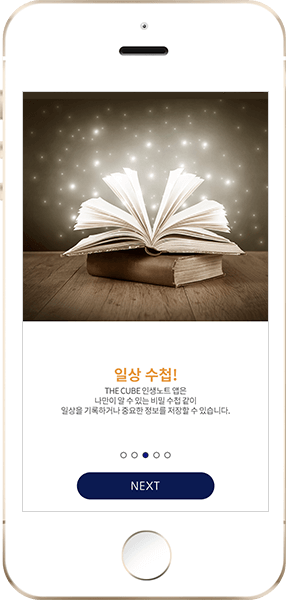 일상 수첩!
THE CUBE 인생노트 앱은
나만이 알 수 있는 비밀 수첩 같이
일상을 기록하거나 중요한 정보를 저장할 수 있습니다.
NEXT